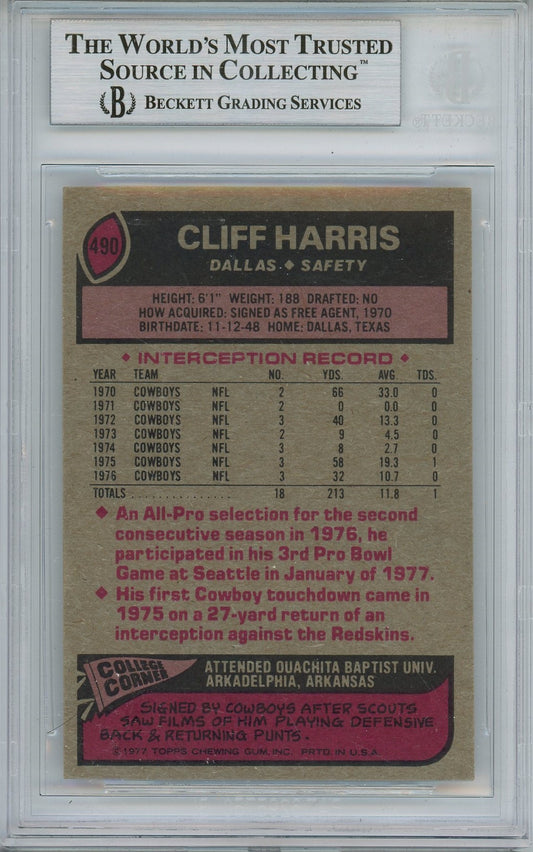 THE WORLD'S MOST TRUSTED
SOURCE IN COLLECTING™
B BECKETT GRADING SERVICES
490
CLIFF HARRIS
DALLAS ◆ SAFETY
HEIGHT: 6'1" WEIGHT: 188 DRAFTED: NO
HOW ACQUIRED: SIGNED AS FREE AGENT, 1970
BIRTHDATE: 11-12-48 HOME: DALLAS, TEXAS
◆ INTERCEPTION RECORD ◆
YEAR TEAM NO. YDS. AVG. TDS.
1970 COWBOYS NFL 2 66 33.0 0
1971 COWBOYS NFL 2 0 0.0 0
1972 COWBOYS NFL 3 40 13.3 0
1973 COWBOYS NFL 2 9 4.5 0
1974 COWBOYS NFL 3 8 2.7 0
1975 COWBOYS NFL 3 58 19.3 1
1976 COWBOYS NFL 3 32 10.7 0
TOTALS . . . . . . . . . . . . . . . 18 213 11.8 1
◆ An All-Pro selection for the second
consecutive season in 1976, he
participated in his 3rd Pro Bowl
Game at Seattle in January of 1977.
◆ His first Cowboy touchdown came in
1975 on a 27-yard return of an
interception against the Redskins.
COLLEGE
CORNER
ATTENDED OUACHITA BAPTIST UNIV.
ARKADELPHIA, ARKANSAS
SIGNED BY COWBOYS AFTER SCOUTS
SAW FILMS OF HIM PLAYING DEFENSIVE
BACK & RETURNING PUNTS.
© 1977 TOPPS CHEWING GUM, INC. PRTD. IN U.S.A.